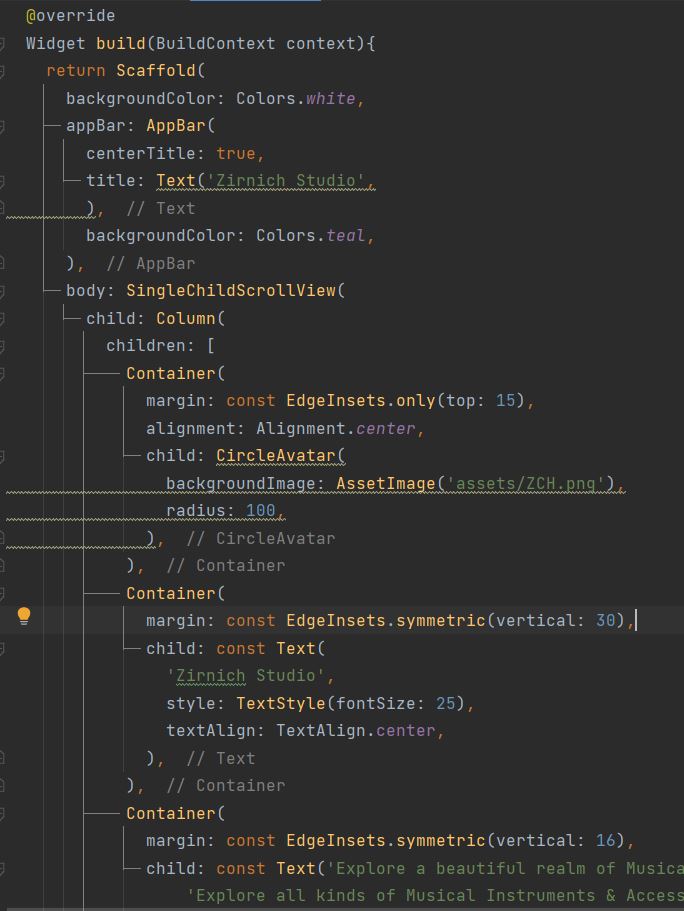 @override
Widget build(BuildContext context){
return Scaffold(
backgroundColor: Colors.white,
appBar: AppBar(
centerTitle: true,
title: Text('Zirnich Studio',
), // Text
backgroundColor: Colors.teal,
), // AppBar
body: SingleChildScrollView(
child: Column(
children: [
Container(
margin: const EdgeInsets.only(top: 15),
alignment: Alignment.center,
child: CircleAvatar(
backgroundImage: AssetImage('assets/ZCH.png'),
radius: 100,
), // CircleAvatar
), // Container
Container(
margin: const EdgeInsets.symmetric(vertical: 30),
child: const Text(
'Zirnich Studio',
style: TextStyle(fontSize: 25),
textAlign: TextAlign.center,
), // Text
), // Container
Container(
margin: const EdgeInsets.symmetric(vertical: 16),
child: const Text('Explore a beautiful realm of Musica
'Explore all kinds of Musical Instruments & Access